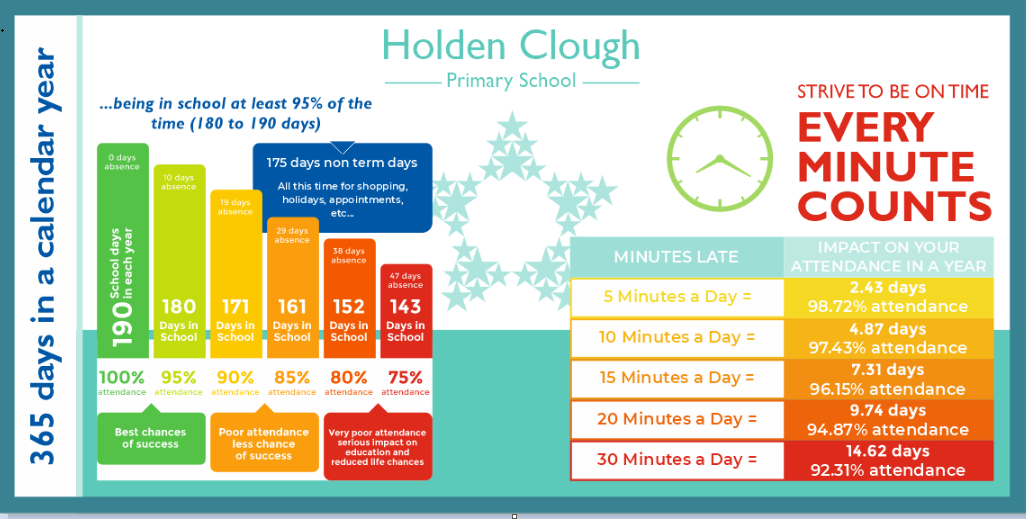 365 days in a calendar year
Holden Clough
Primary School
...being in school at least 95% of the
time (180 to 190 days)
175 days non term days
All this time for shopping,
holidays, appointments,
etc...
0 days
absence
190 School days
in each year
100%
attendance
10 days
absence
180
Days in
School
95%
attendance
19 days
absence
171
Days in
School
90%
attendance
29 days
absence
161
Days in
School
85%
attendance
38 days
absence
152
Days in
School
80%
attendance
47 days
absence
143
Days in
School
75%
attendance
Best chances
of success
Poor attendance
less chance
of success
Very poor attendance
serious impact on
education and
reduced life chances
STRIVE TO BE ON TIME
EVERY
MINUTE
COUNTS
MINUTES LATE
IMPACT ON YOUR
ATTENDANCE IN A YEAR
5 Minutes a Day =
2.43 days
98.72% attendance
10 Minutes a Day =
4.87 days
97.43% attendance
15 Minutes a Day =
7.31 days
96.15% attendance
20 Minutes a Day =
9.74 days
94.87% attendance
30 Minutes a Day =
14.62 days
92.31% attendance